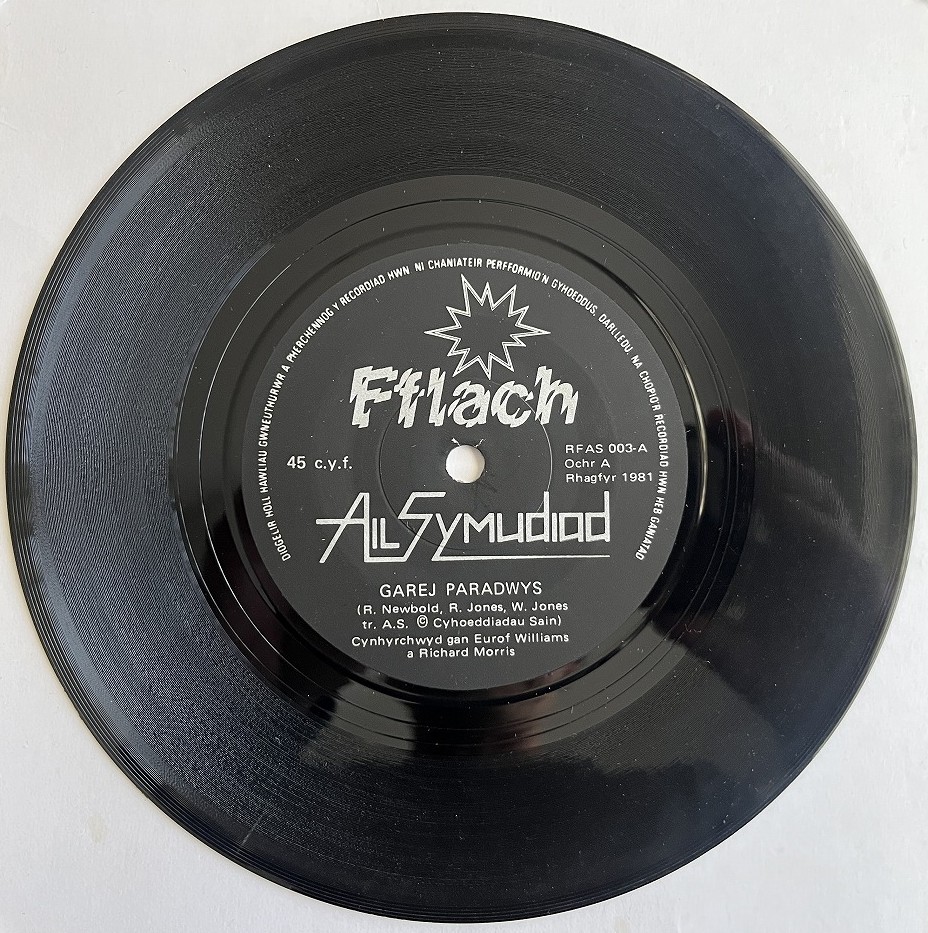 DIOGELIR HOLL HAWLIAU GWNEUTHURWR A PHERCHENNOG Y RECORDIAD HWN NI CHANIATEIR PERFFORMIO'N GYHOEDDUS, DARLLEDU, NA CHOPIO'R RECORDIAD HWN HEB GANIATAD
Fflach
45 c.y.f.
RFAS 003-A
Ochr A
Rhagfyr 1981
Ail Symudiad
GAREJ PARADWYS
(R. Newbold, R. Jones, W. Jones
tr. A.S. © Cyhoeddiadau Sain)
Cynhyrchwyd gan Eurof Williams
a Richard Morris